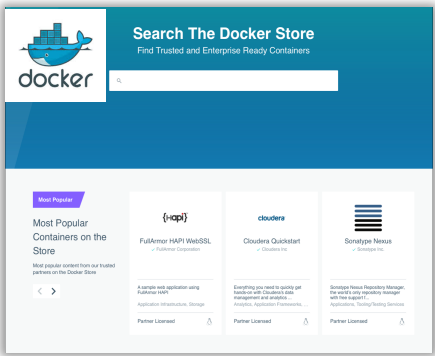 docker
Search The Docker Store
Find Trusted and Enterprise Ready Containers
Most Popular
Most Popular
Containers on the
Store
Most popular content from our trusted
partners on the Docker Store
{HAPI}
FullArmor HAPI WebSSL
FullArmor Corporation
A sample web application using
FullArmor HAPI
Application Infrastructure, Storage
Partner Licensed
cloudera
Cloudera Quickstart
Cloudera Inc
Everything you need to quickly get
hands-on with Cloudera's data
management and analytics ...
Analytics, Application Frameworks, ...
Partner Licensed
Sonatype Nexus
Sonatype Inc.
Sonatype Nexus Repository Manager,
the world's only repository manager
with free support f...
Applications, Tooling/Testing Services
Partner Licensed